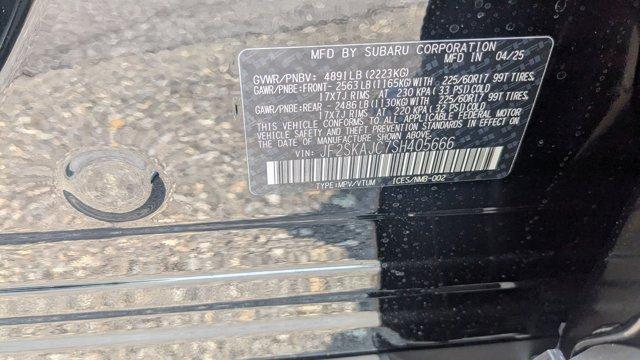 MFD BY SUBARU CORPORATION
MFD IN 04/25
GVWR/PNBV: 4891LB (2223KG)
GAWR/PNBE:FRONT- 2563LB (1165KG) WITH 225/60R17 99T TIRES
17X7J RIMS AT 230 KPA (33 PSI) COLD
GAWR/PNBE:REAR - 2486LB (1130KG) WITH 225/60R17 99T TIRES
17X7J RIMS AT 220 KPA (32 PSI) COLD
THIS VEHICLE CONFORMS TO ALL APPLICABLE FEDERAL MOTOR
VEHICLE SAFETY AND THEFT PREVENTION STANDARDS IN EFFECT ON
THE DATE OF MANUFACTURE SHOWN ABOVE.
VIN: JF2SKAJC7SH405666
TYPE:MPV/VTUM ICES/NMB-002